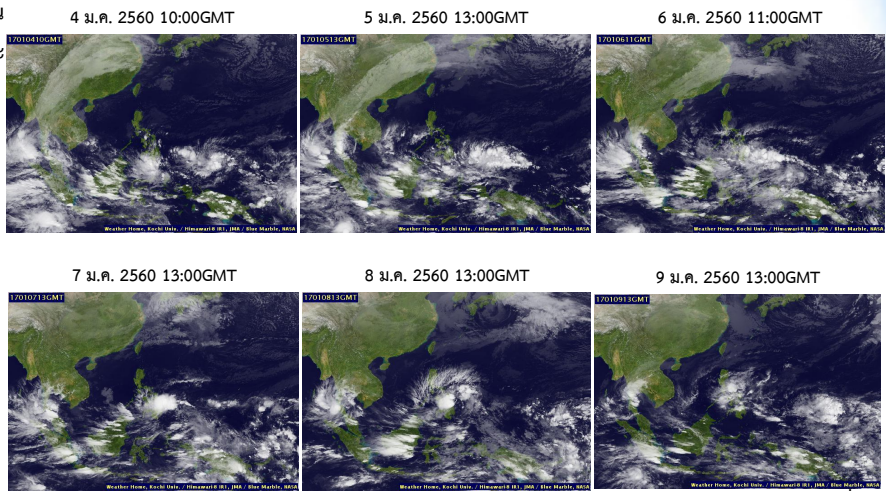 น
ะ
4 ม.ค. 2560 10:00GMT
5 ม.ค. 2560 13:00GMT
6 ม.ค. 2560 11:00GMT
17010410GMT
17010513GMT
17010611GMT
Weather Home, Kochi Univ. / Himawari-8 IR1, JMA / Blue Marble, NASA
Weather Home, Kochi Univ. / Himawari-8 IR1, JMA / Blue Marble, NASA
Weather Home, Kochi Univ. / Himawari-8 IR1, JMA / Blue Marble, NASA
7 ม.ค. 2560 13:00GMT
8 ม.ค. 2560 13:00GMT
9 ม.ค. 2560 13:00GMT
17010713GMT
17010813GMT
17010913GMT
Weather Home, Kochi Univ. / Himawari-8 IR1, JMA / Blue Marble, NASA
Weather Home, Kochi Univ. / Himawari-8 IR1, JMA / Blue Marble, NASA
Weather Home, Kochi Univ. / Himawari-8 IR1, JMA / Blue Marble, NASA